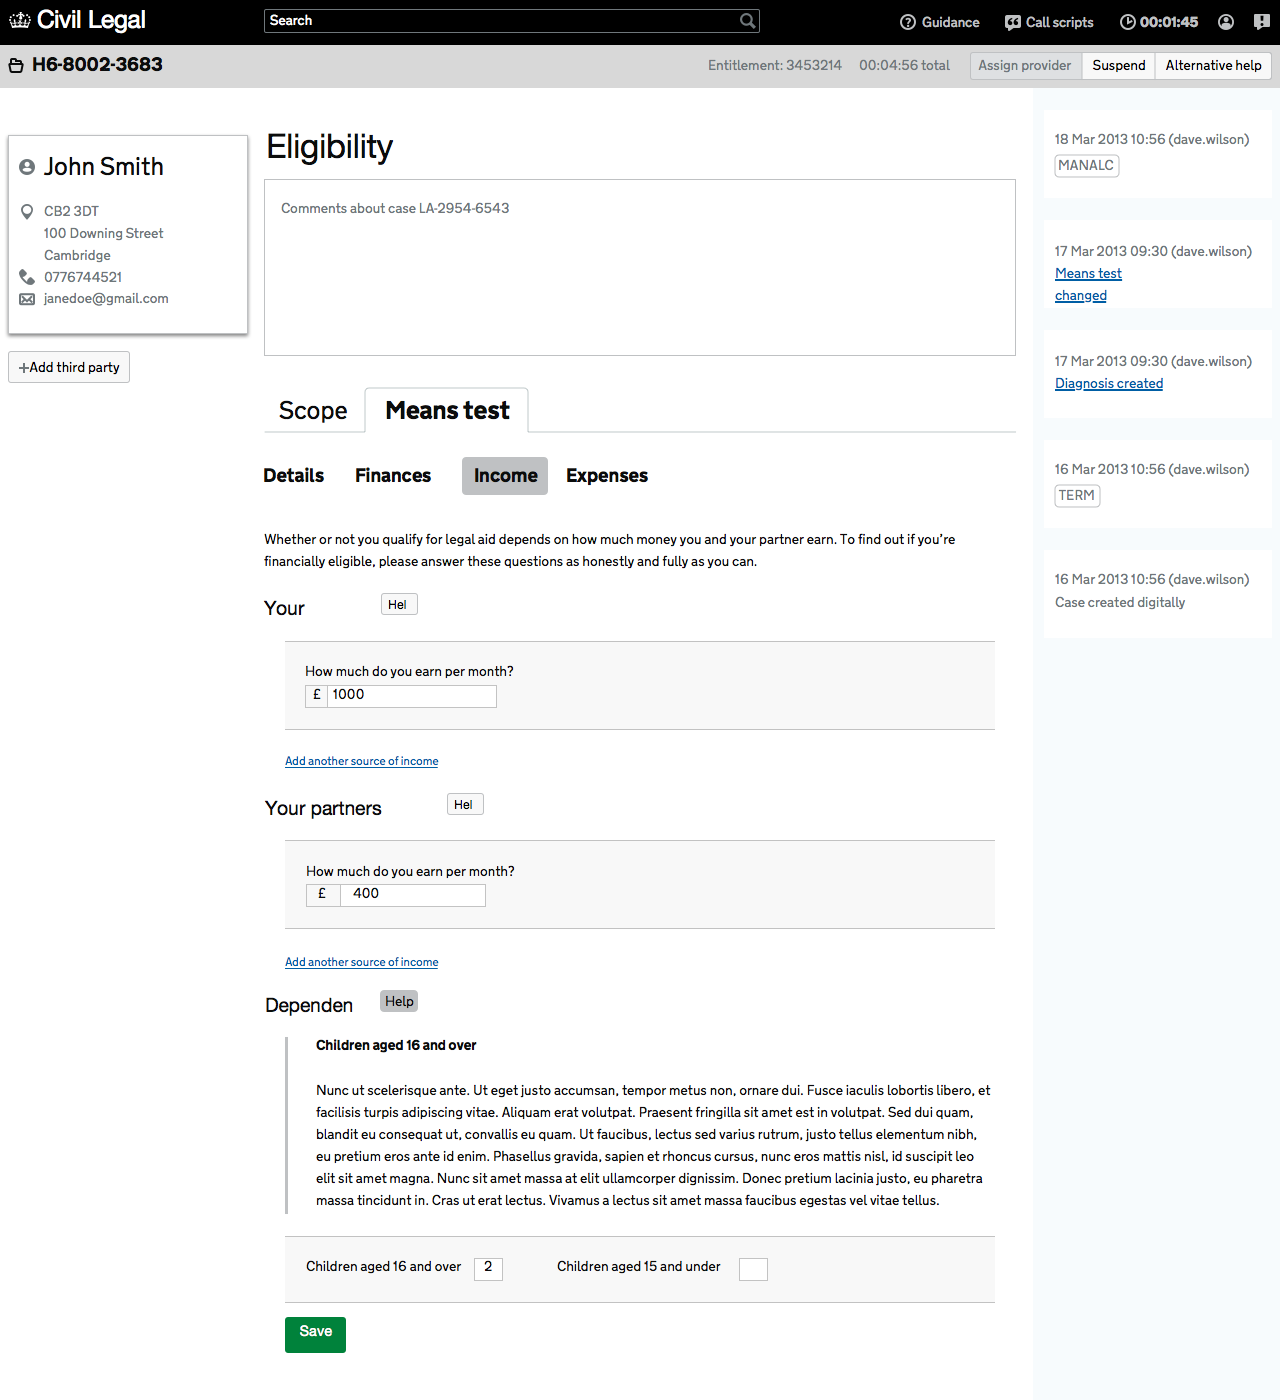 Civil Legal
Search
Guidance
Call scripts
00:01:45
H6-8002-3683
Entitlement: 3453214
00:04:56 total
Assign provider
Suspend
Alternative help
John Smith
CB2 3DT
100 Downing Street
Cambridge
0776744521
janedoe@gmail.com
+Add third party
Eligibility
Comments about case LA-2954-6543
Scope
Means test
Details
Finances
Income
Expenses
Whether or not you qualify for legal aid depends on how much money you and your partner earn. To find out if you're
financially eligible, please answer these questions as honestly and fully as you can.
Your
Hel
How much do you earn per month?
£ 1000
Add another source of income
Your partners
Hel
How much do you earn per month?
£ 400
Add another source of income
Dependen
Help
Children aged 16 and over
Nunc ut scelerisque ante. Ut eget justo accumsan, tempor metus non, ornare dui. Fusce iaculis lobortis libero, et
facilisis turpis adipiscing vitae. Aliquam erat volutpat. Praesent fringilla sit amet est in volutpat. Sed dui quam,
blandit eu consequat ut, convallis eu quam. Ut faucibus, lectus sed varius rutrum, justo tellus elementum nibh,
eu pretium eros ante id enim. Phasellus gravida, sapien et rhoncus cursus, nunc eros mattis nisl, id suscipit leo
elit sit amet magna. Nunc sit amet massa at elit ullamcorper dignissim. Donec pretium lacinia justo, eu pharetra
massa tincidunt in. Cras ut erat lectus. Vivamus a lectus sit amet massa faucibus egestas vel vitae tellus.
Children aged 16 and over 2
Children aged 15 and under
Save
18 Mar 2013 10:56 (dave.wilson)
MANALC
17 Mar 2013 09:30 (dave.wilson)
Means test
changed
17 Mar 2013 09:30 (dave.wilson)
Diagnosis created
16 Mar 2013 10:56 (dave.wilson)
TERM
16 Mar 2013 10:56 (dave.wilson)
Case created digitally